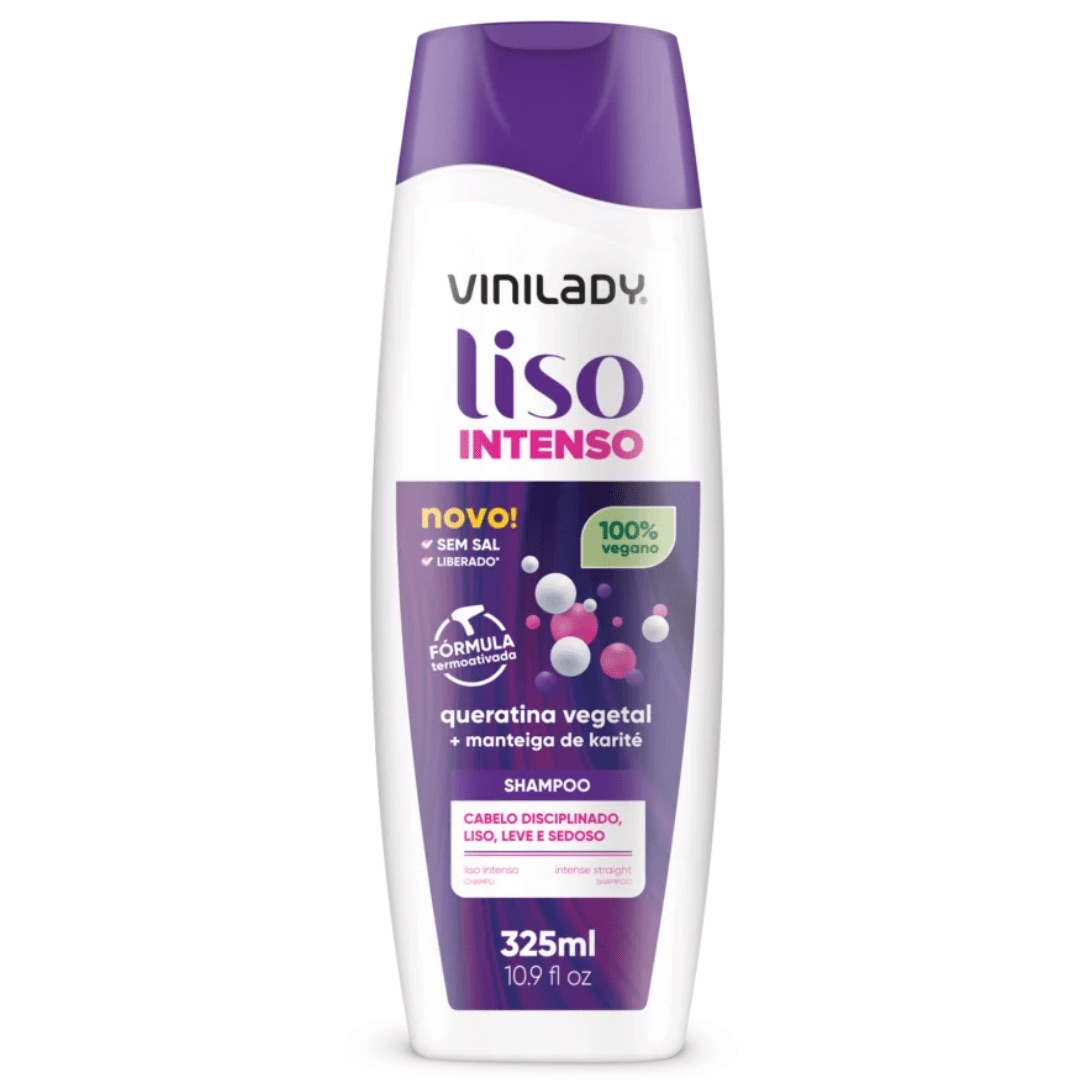 VINILADY®
liso
INTENSO
novo!
SEM SAL
LIBERADO*
100%
vegano
FÓRMULA
termoativada
queratina vegetal
+ manteiga de karité
SHAMPOO
CABELO DISCIPLINADO,
LISO, LEVE E SEDOSO
liso intenso intense straight
CHAMPÚ SHAMPOO
325ml
10.9 fl oz